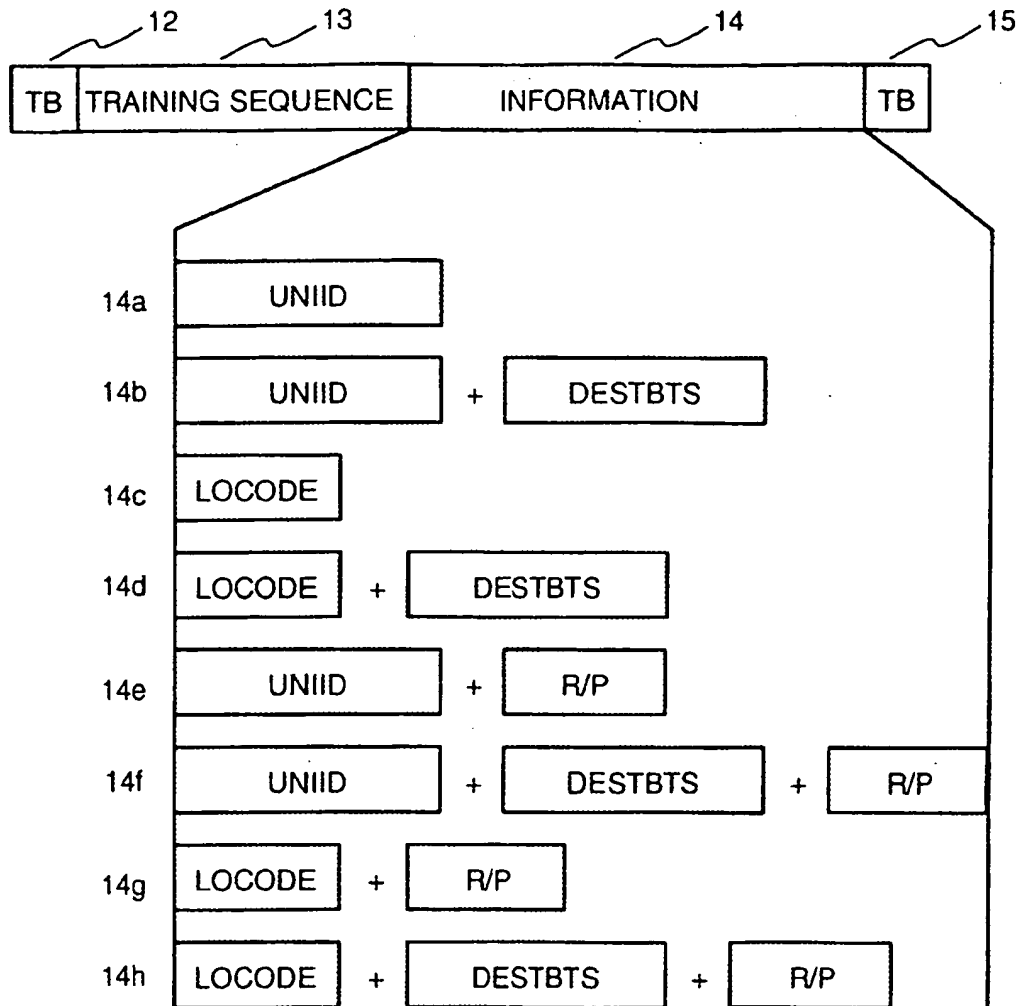 12 13 14 15
TB TRAINING SEQUENCE INFORMATION TB
14a UNIID
14b UNIID + DESTBTS
14c LOCODE
14d LOCODE + DESTBTS
14e UNIID + R/P
14f UNIID + DESTBTS + R/P
14g LOCODE + R/P
14h LOCODE + DESTBTS + R/P